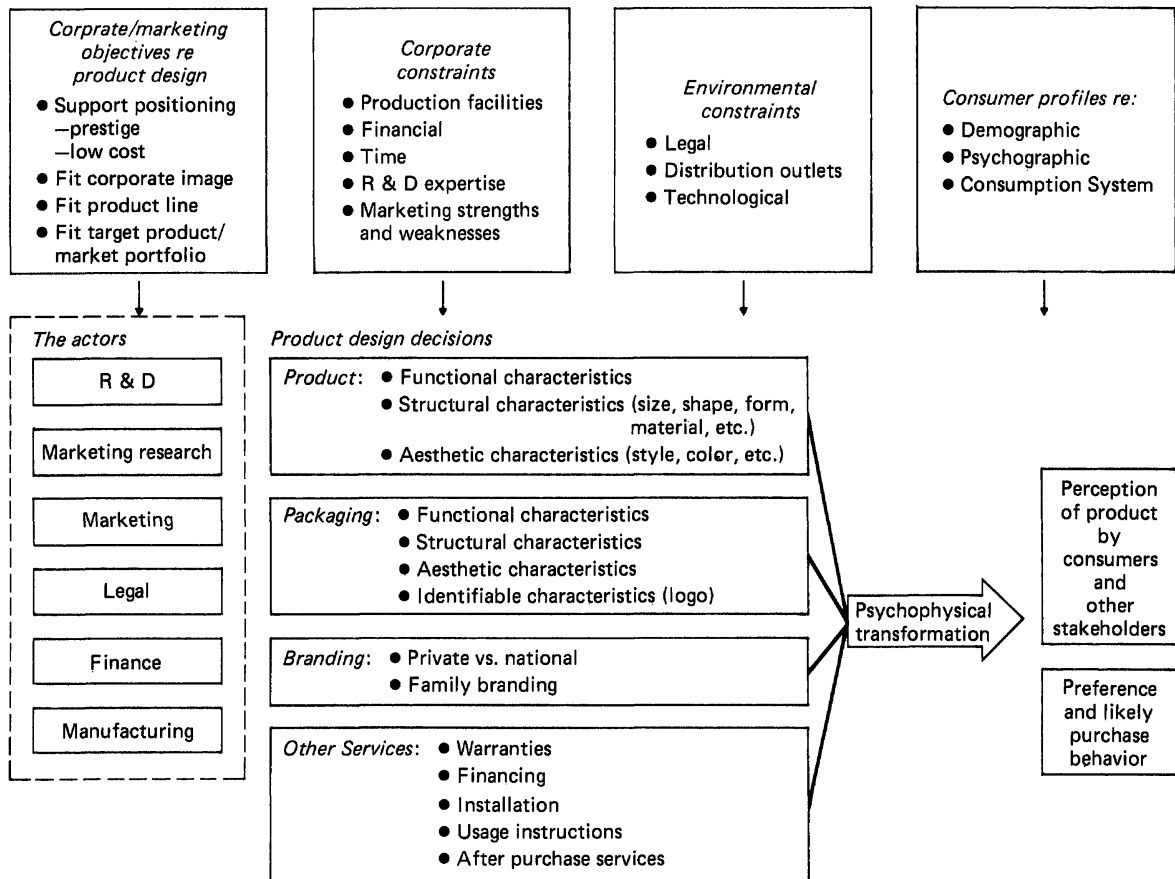 Corprate/marketing
objectives re
product design
● Support positioning
—prestige
—low cost
● Fit corporate image
● Fit product line
● Fit target product/
market portfolio
Corporate
constraints
● Production facilities
● Financial
● Time
● R & D expertise
● Marketing strengths
and weaknesses
Environmental
constraints
● Legal
● Distribution outlets
● Technological
Consumer profiles re:
● Demographic
● Psychographic
● Consumption System
The actors
R & D
Marketing research
Marketing
Legal
Finance
Manufacturing
Product design decisions
Product: ● Functional characteristics
● Structural characteristics (size, shape, form,
material, etc.)
● Aesthetic characteristics (style, color, etc.)
Packaging: ● Functional characteristics
● Structural characteristics
● Aesthetic characteristics
● Identifiable characteristics (logo)
Branding: ● Private vs. national
● Family branding
Other Services: ● Warranties
● Financing
● Installation
● Usage instructions
● After purchase services
Psychophysical
transformation
Perception
of product
by
consumers
and
other
stakeholders
Preference
and likely
purchase
behavior